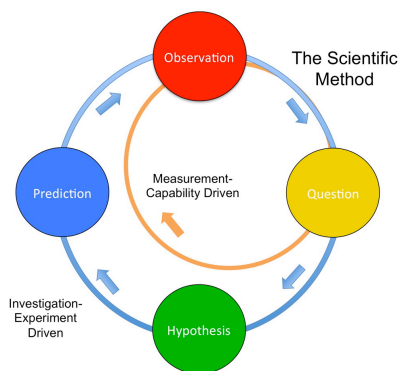 Observation
The Scientific
Method
Measurement-
Capability Driven
Prediction
Question
Investigation-
Experiment
Driven
Hypothesis